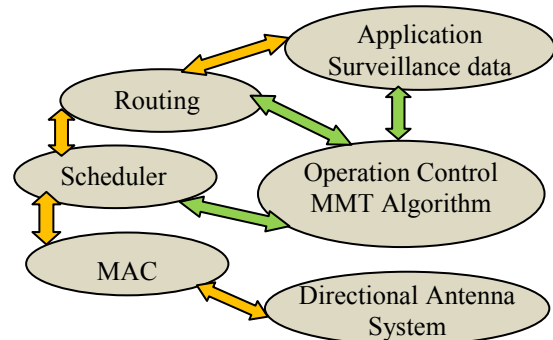 Application
Surveillance data
Routing
Scheduler
Operation Control
MMT Algorithm
MAC
Directional Antenna
System